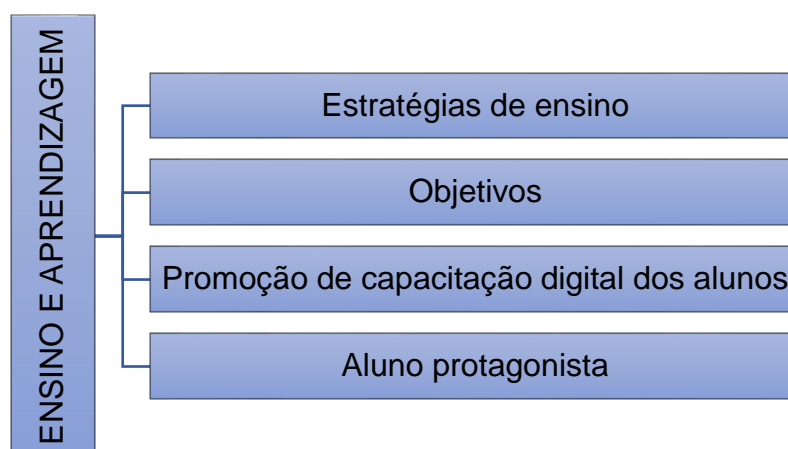 ENSINO E APRENDIZAGEM
Estratégias de ensino
Objetivos
Promoção de capacitação digital dos alunos
Aluno protagonista